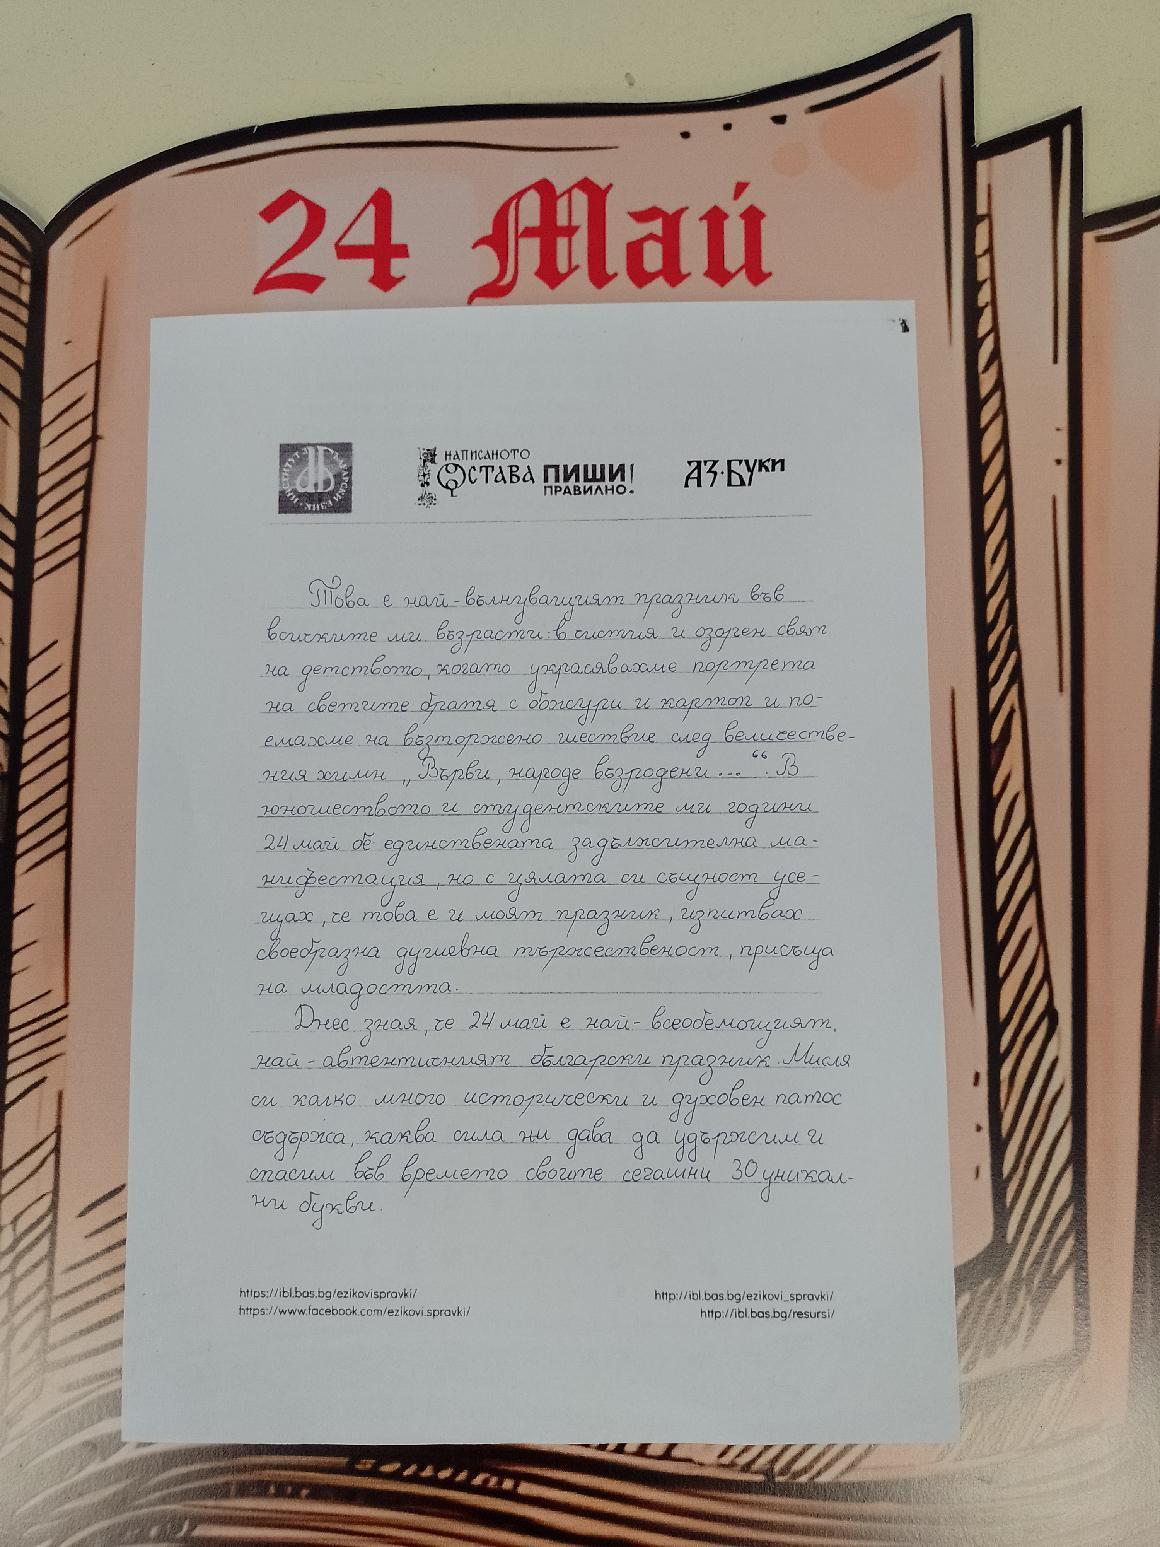 24 Май
НАПИСАНОТО
ОСТАВА ПИШИ!
ПРАВИЛНО.
АЗ·БУКИ
Това е най-вълнуващият празник във
всичките ми възрасти: в чистия и озарен свят
на детството, когато украсявахме портрета
на светите братя с божури и картоп и по-
емахме на възторжено шествие след величестве-
ния химн „Върви, народе възродени..." В
юношеството и студентските ми години
24 май бе единствената задължителна ма-
нифестация, но с цялата си същност усе-
щах, че това е и моят празник, изпитвах
своеобразна душевна тържественост, присъща
на младостта.
Днес зная, че 24 май е най-всеобемощият,
най-автентичният български празник. Мисля
си колко много исторически и духовен патос
съдържа, каква сила ни дава да удържим и
спасим във времето своите сегашни 30 уникал-
ни букви.
https://ibl.bas.bg/ezikovispravki/
https://www.facebook.com/ezikovi.spravki/
http://ibl.bas.bg/ezikovi_spravki/
http://ibl.bas.bg/resursi/